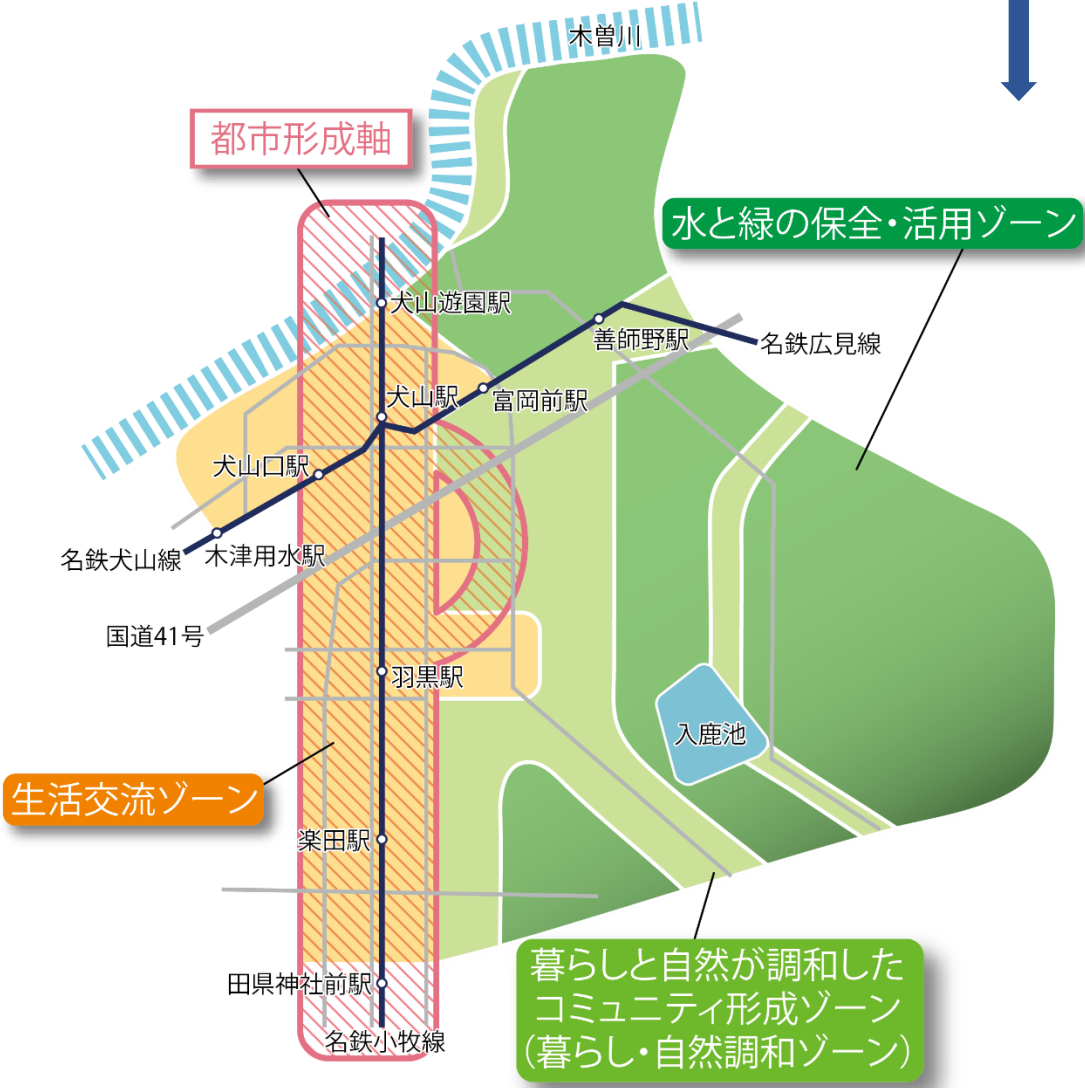 木曽川
都市形成軸
水と緑の保全・活用ゾーン
犬山遊園駅
善師野駅
名鉄広見線
犬山駅
富岡前駅
犬山口駅
名鉄犬山線
木津用水駅
国道41号
羽黒駅
入鹿池
生活交流ゾーン
楽田駅
暮らしと自然が調和した
コミュニティ形成ゾーン
（暮らし・自然調和ゾーン）
田県神社前駅
名鉄小牧線